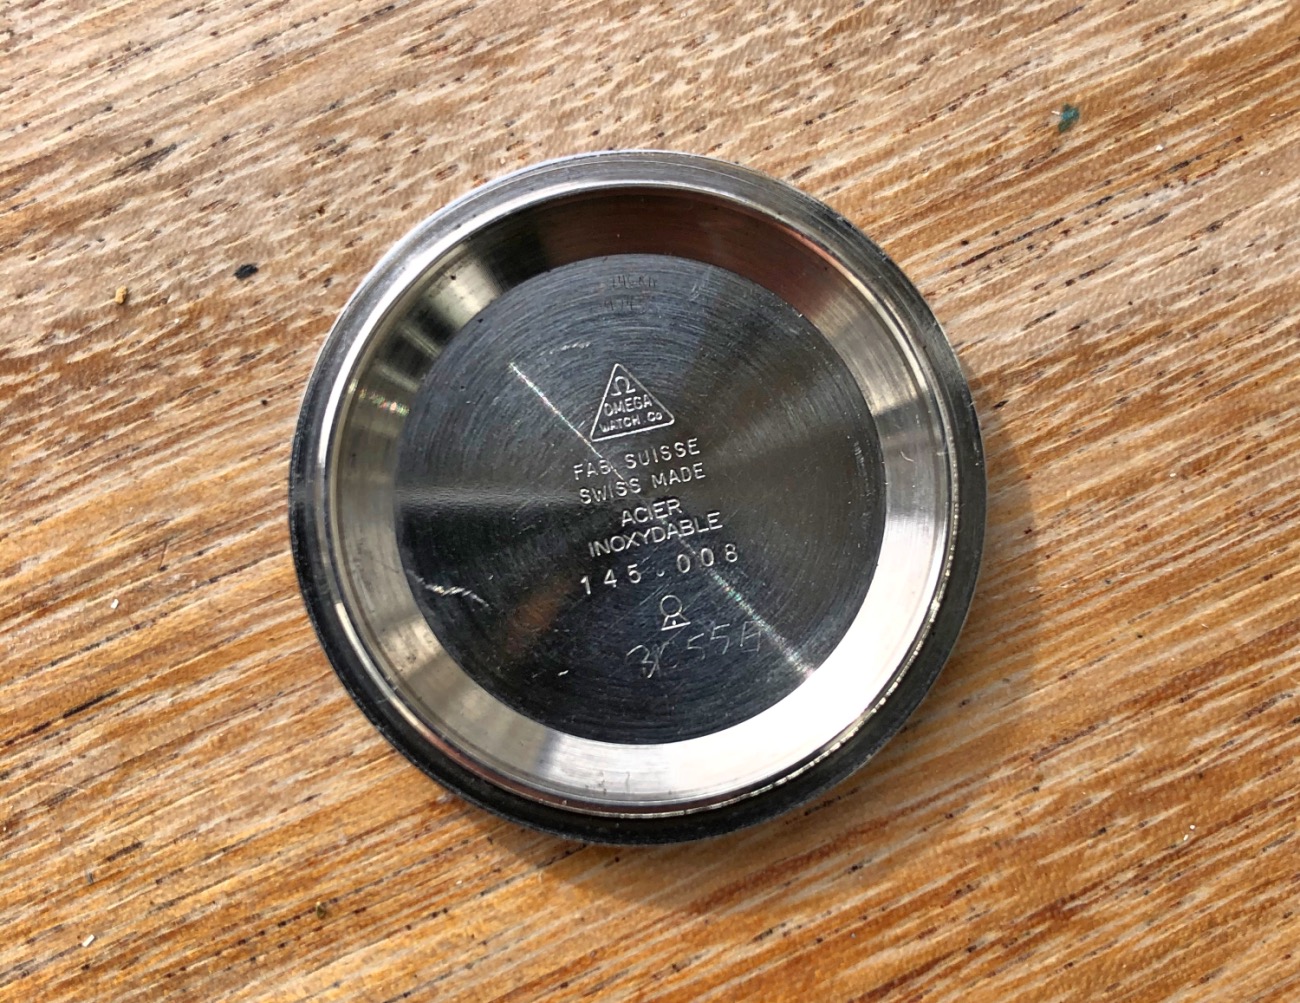 Ω
OMEGA
WATCH Co
FAB. SUISSE
SWISS MADE
ACIER
INOXYDABLE
145.008